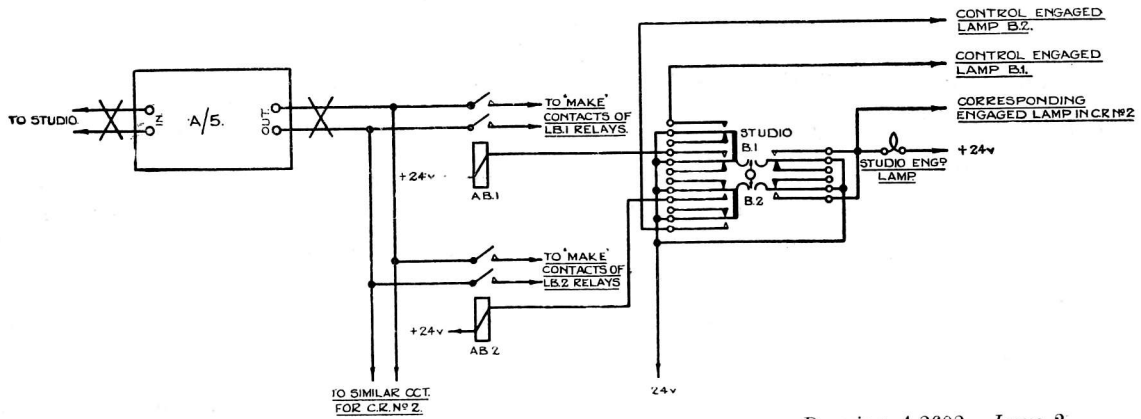 CONTROL ENGAGED
LAMP B.2.
CONTROL ENGAGED
LAMP B.1.
CORRESPONDING
ENGAGED LAMP IN C.R Nº2
+24v
STUDIO ENGD
LAMP
TO STUDIO.
IN
A/5.
OUT.
TO "MAKE"
CONTACTS OF
LB.1 RELAYS.
+24v
AB.1
STUDIO
B.1
B.2
TO "MAKE"
CONTACTS OF
LB.2 RELAYS
+24v
AB.2
24v
TO SIMILAR CCT.
FOR C.R. Nº 2.